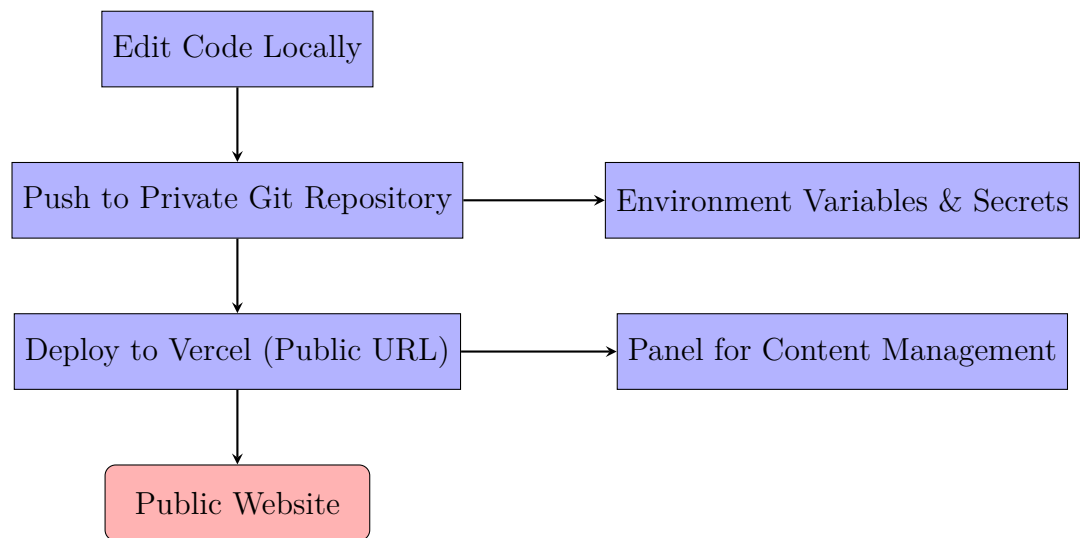 Edit Code Locally
Push to Private Git Repository
Environment Variables & Secrets
Deploy to Vercel (Public URL)
Panel for Content Management
Public Website